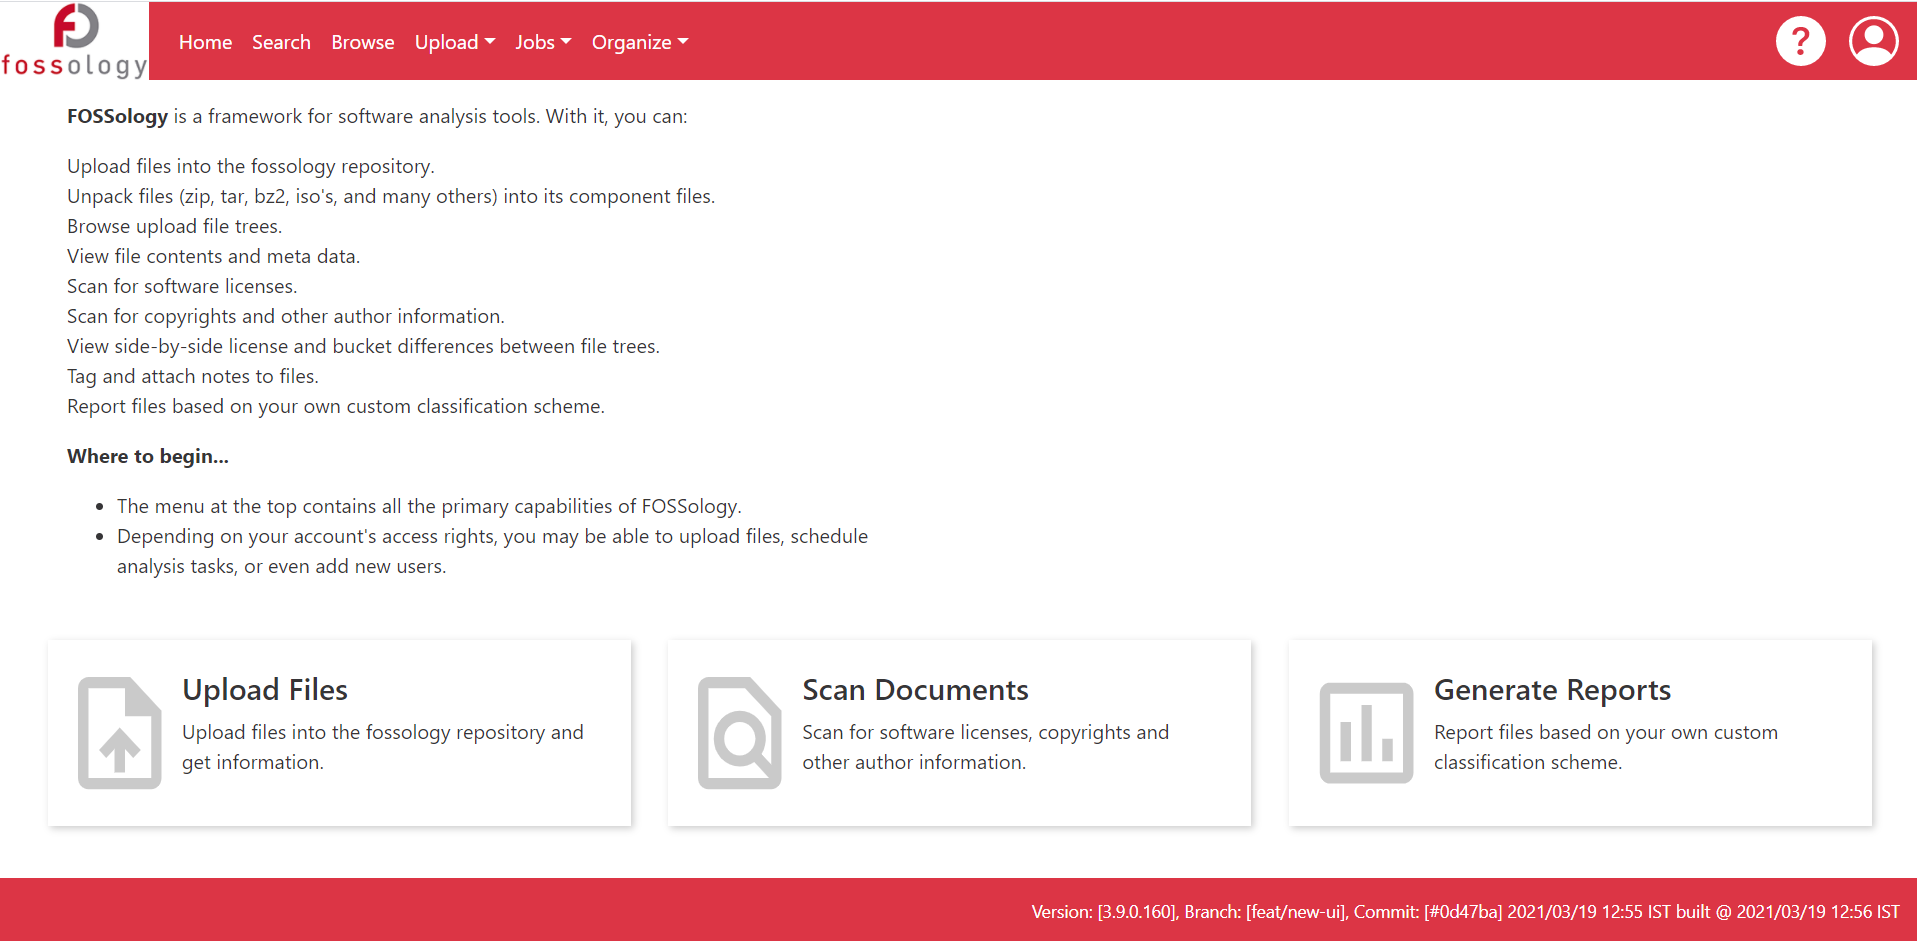 fossology
Home Search Browse Upload Jobs Organize
?
FOSSology is a framework for software analysis tools. With it, you can:
Upload files into the fossology repository.
Unpack files (zip, tar, bz2, iso's, and many others) into its component files.
Browse upload file trees.
View file contents and meta data.
Scan for software licenses.
Scan for copyrights and other author information.
View side-by-side license and bucket differences between file trees.
Tag and attach notes to files.
Report files based on your own custom classification scheme.
Where to begin...
• The menu at the top contains all the primary capabilities of FOSSology.
• Depending on your account's access rights, you may be able to upload files, schedule
analysis tasks, or even add new users.
Upload Files
Upload files into the fossology repository and
get information.
Scan Documents
Scan for software licenses, copyrights and
other author information.
Generate Reports
Report files based on your own custom
classification scheme.
Version: [3.9.0.160], Branch: [feat/new-ui], Commit: [#0d47ba] 2021/03/19 12:55 IST built @ 2021/03/19 12:56 IST